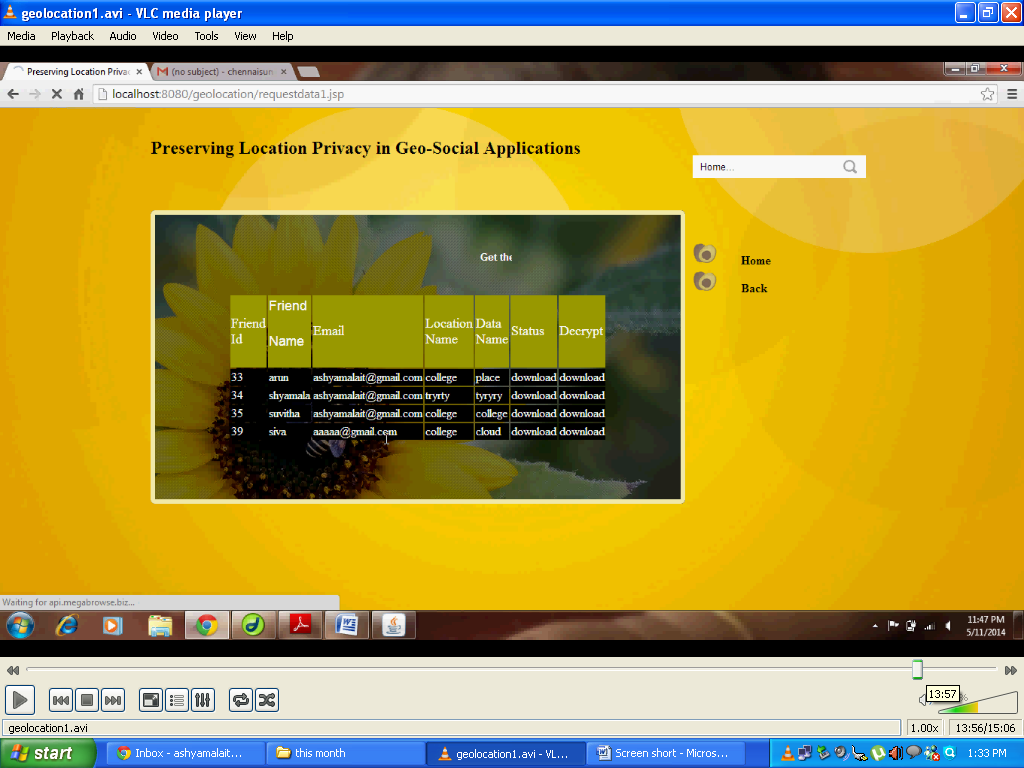 geolocation1.avi - VLC media player
Media Playback Audio Video Tools View Help
Preserving Location Priva
(no subject) - chennaisun
localhost:8080/geolocation/requestdata1.jsp
Preserving Location Privacy in Geo-Social Applications
Home...
Get the
Home
Back
Friend Id Friend Name Email Location Name Data Name Status Decrypt
33 arun ashyamalait@gmail.com college place download download
34 shyamala ashyamalait@gmail.com tryrty tyryry download download
35 suvitha ashyamalait@gmail.com college college download download
39 siva aaaaa@gmail.com college cloud download download
Waiting for api.megabrowse.biz...
11:47 PM
5/11/2014
13:57
geolocation1.avi 1.00x 13:56/15:06
start Inbox - ashyamalait... this month geolocation1.avi - VL... Screen short - Micros... 1:33 PM